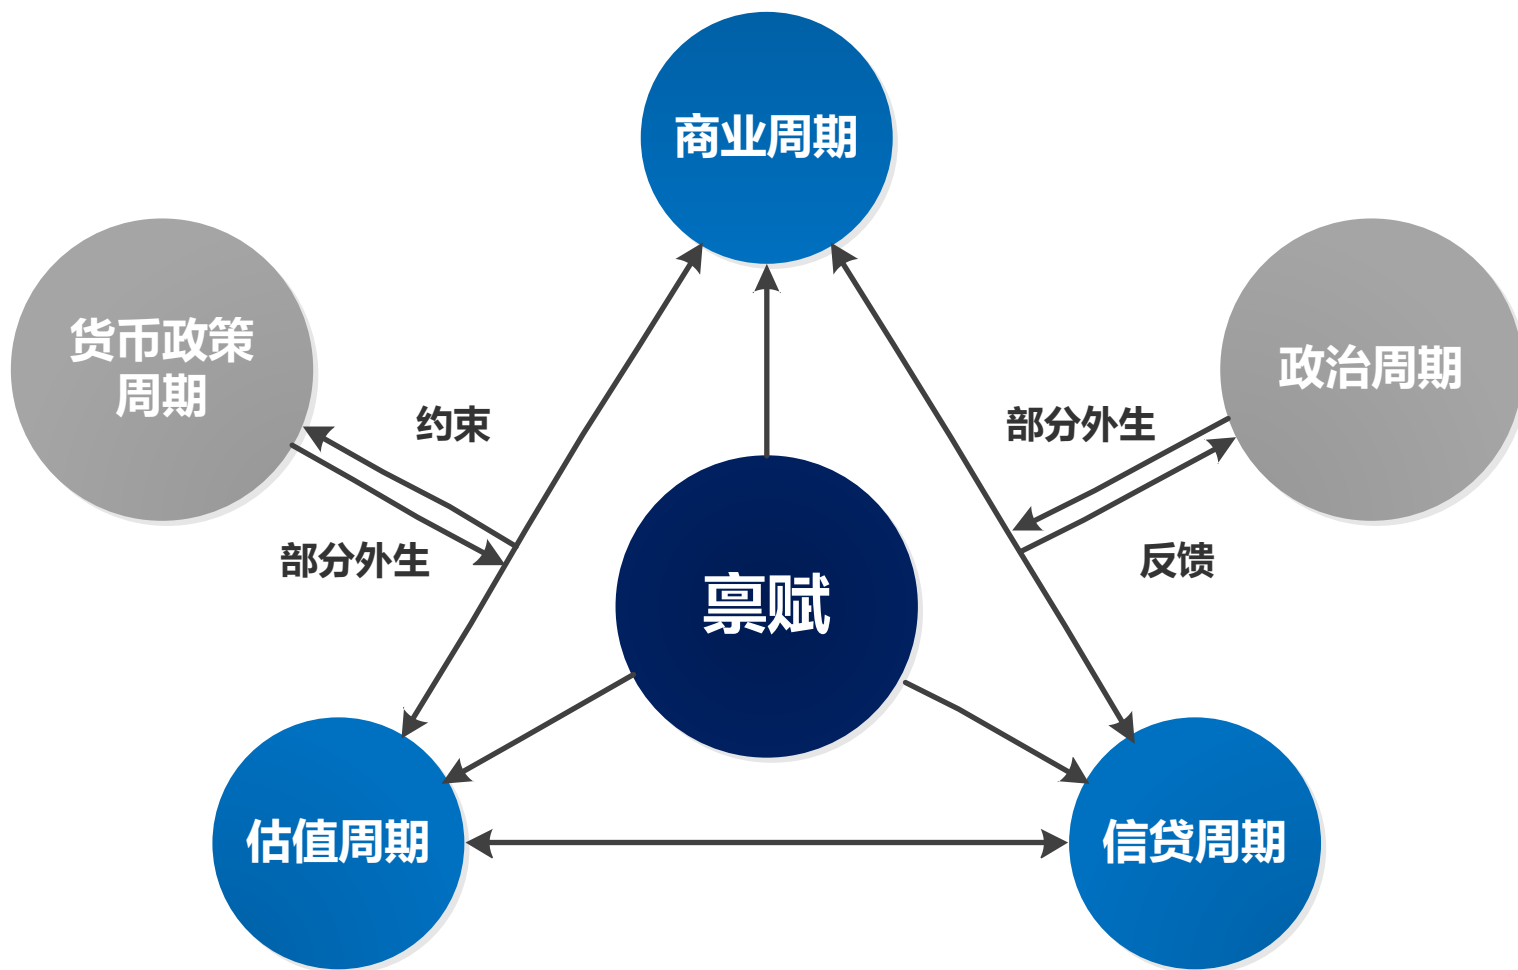 商业周期
货币政策
周期
政治周期
约束
部分外生
部分外生
反馈
禀赋
估值周期
信贷周期